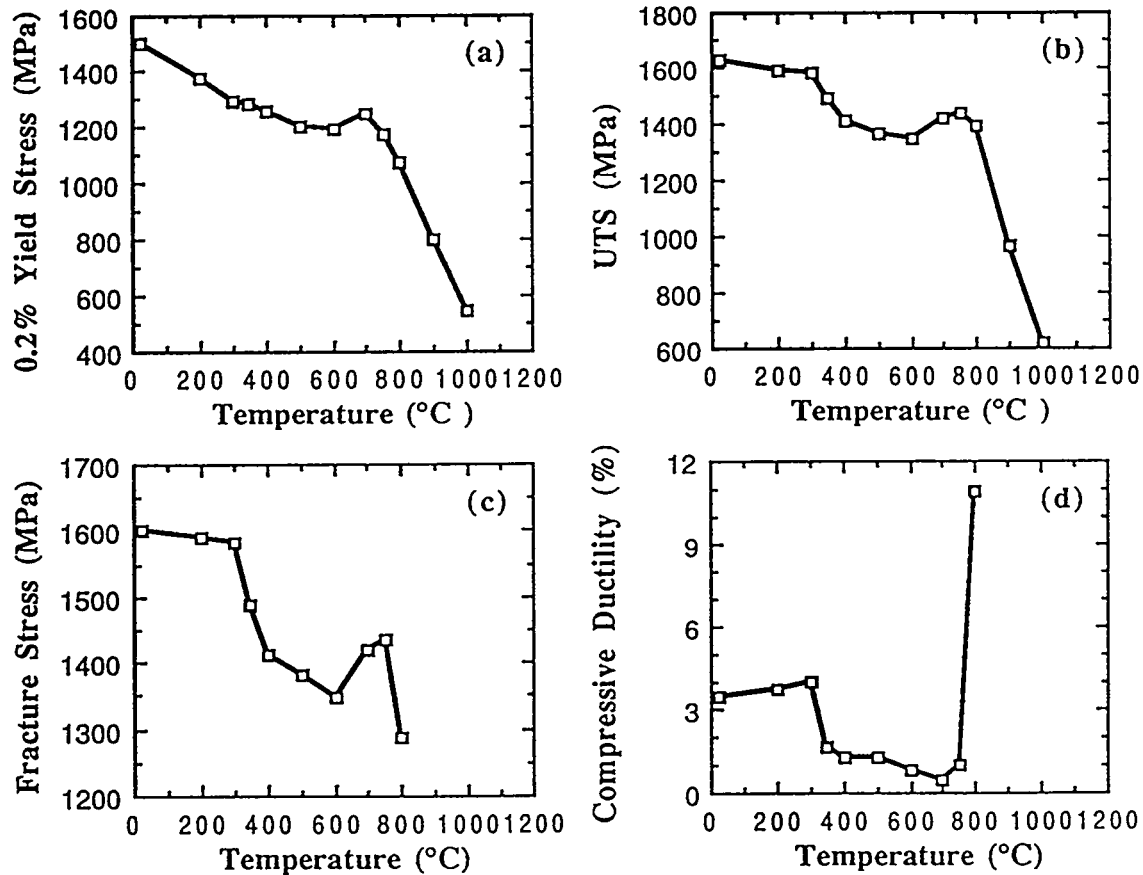 (a)
0.2% Yield Stress (MPa)
1600
1400
1200
1000
800
600
400
0 200 400 600 800 10001200
Temperature (°C )
(b)
UTS (MPa)
1800
1600
1400
1200
1000
800
600
0 200 400 600 800 10001200
Temperature (°C )
(c)
Fracture Stress (MPa)
1700
1600
1500
1400
1300
1200
0 200 400 600 800 10001200
Temperature (°C)
(d)
Compressive Ductility (%)
12
9
6
3
0
0 200 400 600 800 10001200
Temperature (°C)